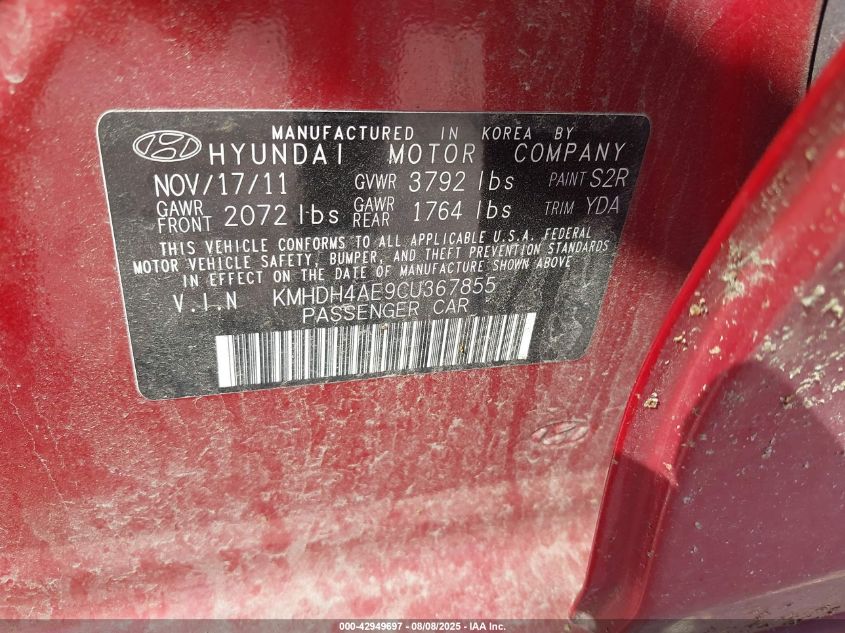 MANUFACTURED IN KOREA BY
HYUNDAI MOTOR COMPANY
NOV/17/11 GVWR 3792 lbs PAINT S2R
GAWR FRONT 2072 lbs GAWR REAR 1764 lbs TRIM YDA
THIS VEHICLE CONFORMS TO ALL APPLICABLE U.S.A. FEDERAL
MOTOR VEHICLE SAFETY, BUMPER, AND THEFT PREVENTION STANDARDS
IN EFFECT ON THE DATE OF MANUFACTURE SHOWN ABOVE
V.I.N KMHDH4AE9CU367855
PASSENGER CAR
000-42949697 - 08/08/2025 - IAA Inc.